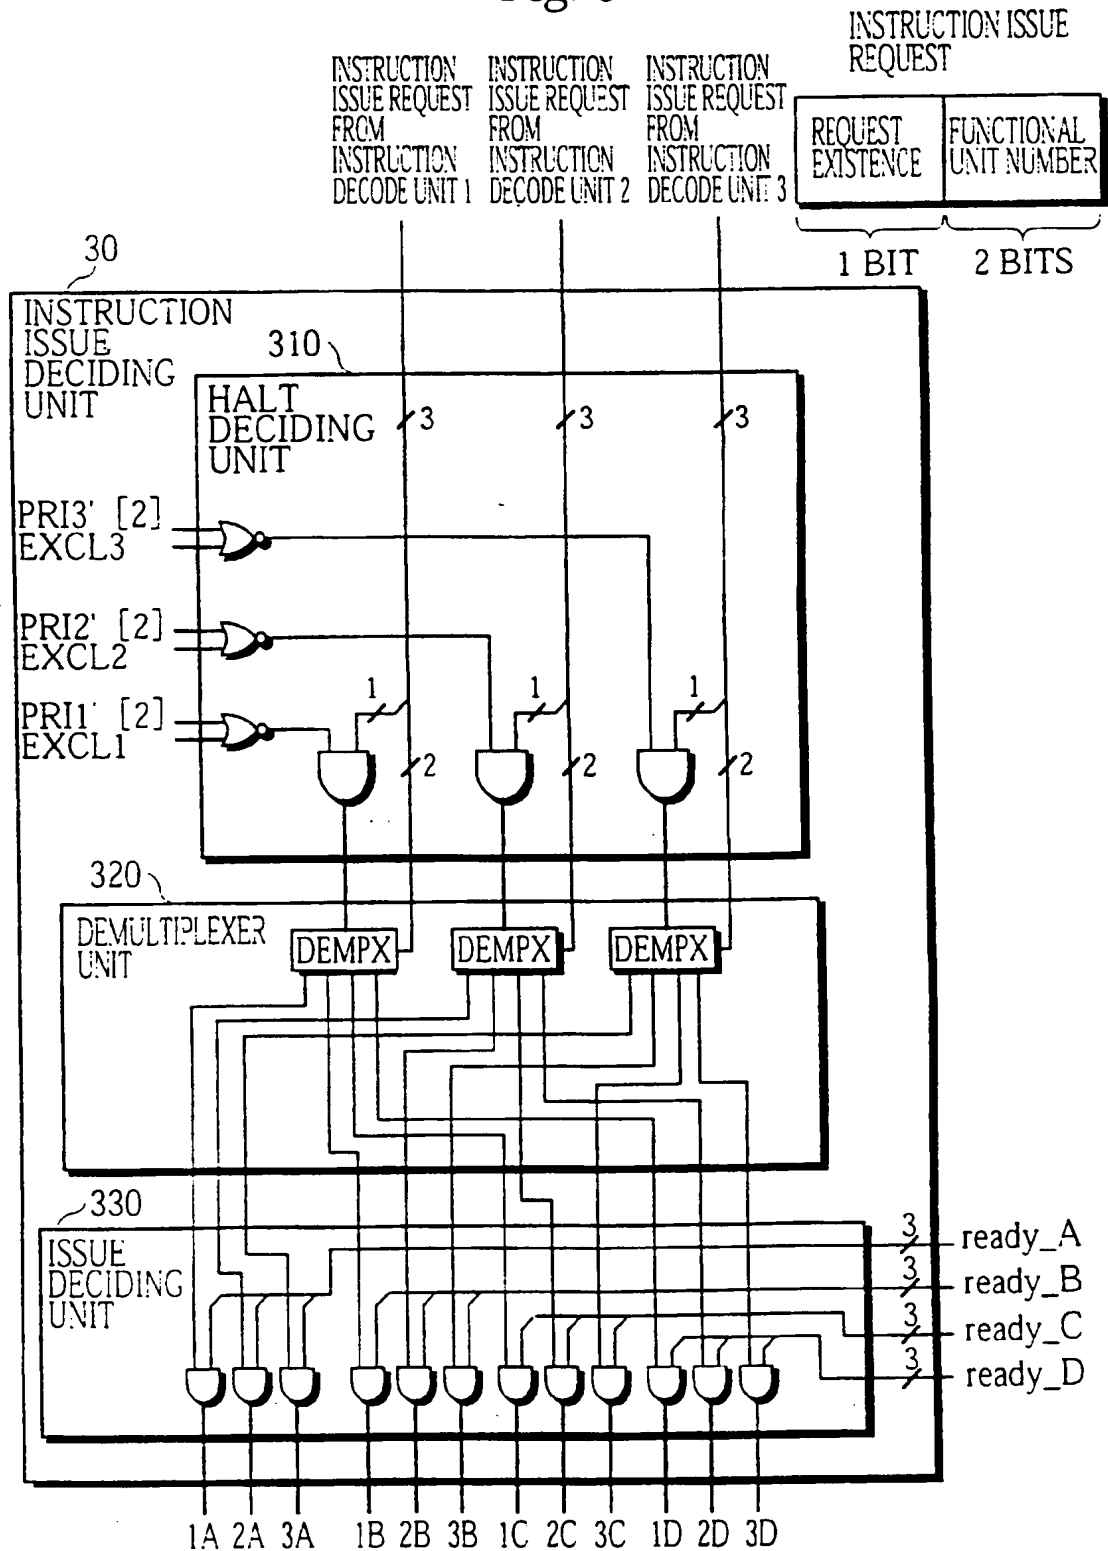 INSTRUCTION ISSUE
REQUEST
INSTRUCTION
ISSUE REQUEST
FROM
INSTRUCTION
DECODE UNIT 1
INSTRUCTION
ISSUE REQUEST
FROM
INSTRUCTION
DECODE UNIT 2
INSTRUCTION
ISSUE REQUEST
FROM
INSTRUCTION
DECODE UNIT 3
REQUEST
EXISTENCE
FUNCTIONAL
UNIT NUMBER
1 BIT
2 BITS
30
INSTRUCTION
ISSUE
DECIDING
UNIT
310
HALT
DECIDING
UNIT
3
3
3
PRI3' [2]
EXCL3
PRI2' [2]
EXCL2
PRI1' [2]
EXCL1
1
1
1
2
2
2
320
DEMULTIPLEXER
UNIT
DEMPX
DEMPX
DEMPX
330
ISSUE
DECIDING
UNIT
3
ready_A
3
ready_B
3
ready_C
3
ready_D
1A 2A 3A 1B 2B 3B 1C 2C 3C 1D 2D 3D